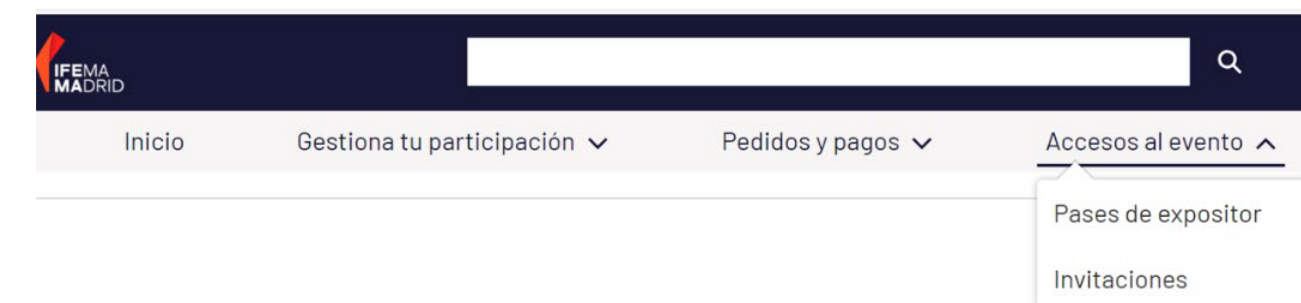 IFEMA
MADRID
Inicio
Gestiona tu participación
Pedidos y pagos
Accesos al evento
Pases de expositor
Invitaciones